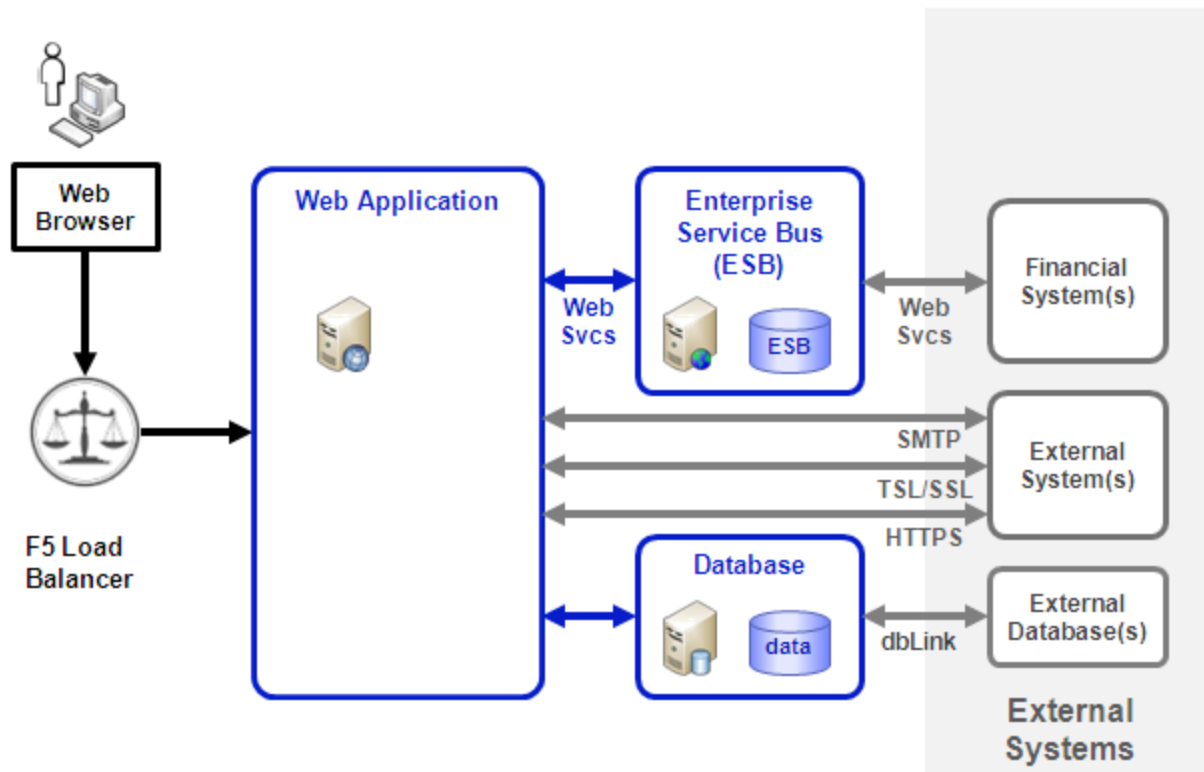 Web
Browser
F5 Load
Balancer
Web Application
Web
Svcs
Enterprise
Service Bus
(ESB)
ESB
Web
Svcs
Financial
System(s)
SMTP
TSL/SSL
HTTPS
External
System(s)
Database
data
dbLink
External
Database(s)
External
Systems